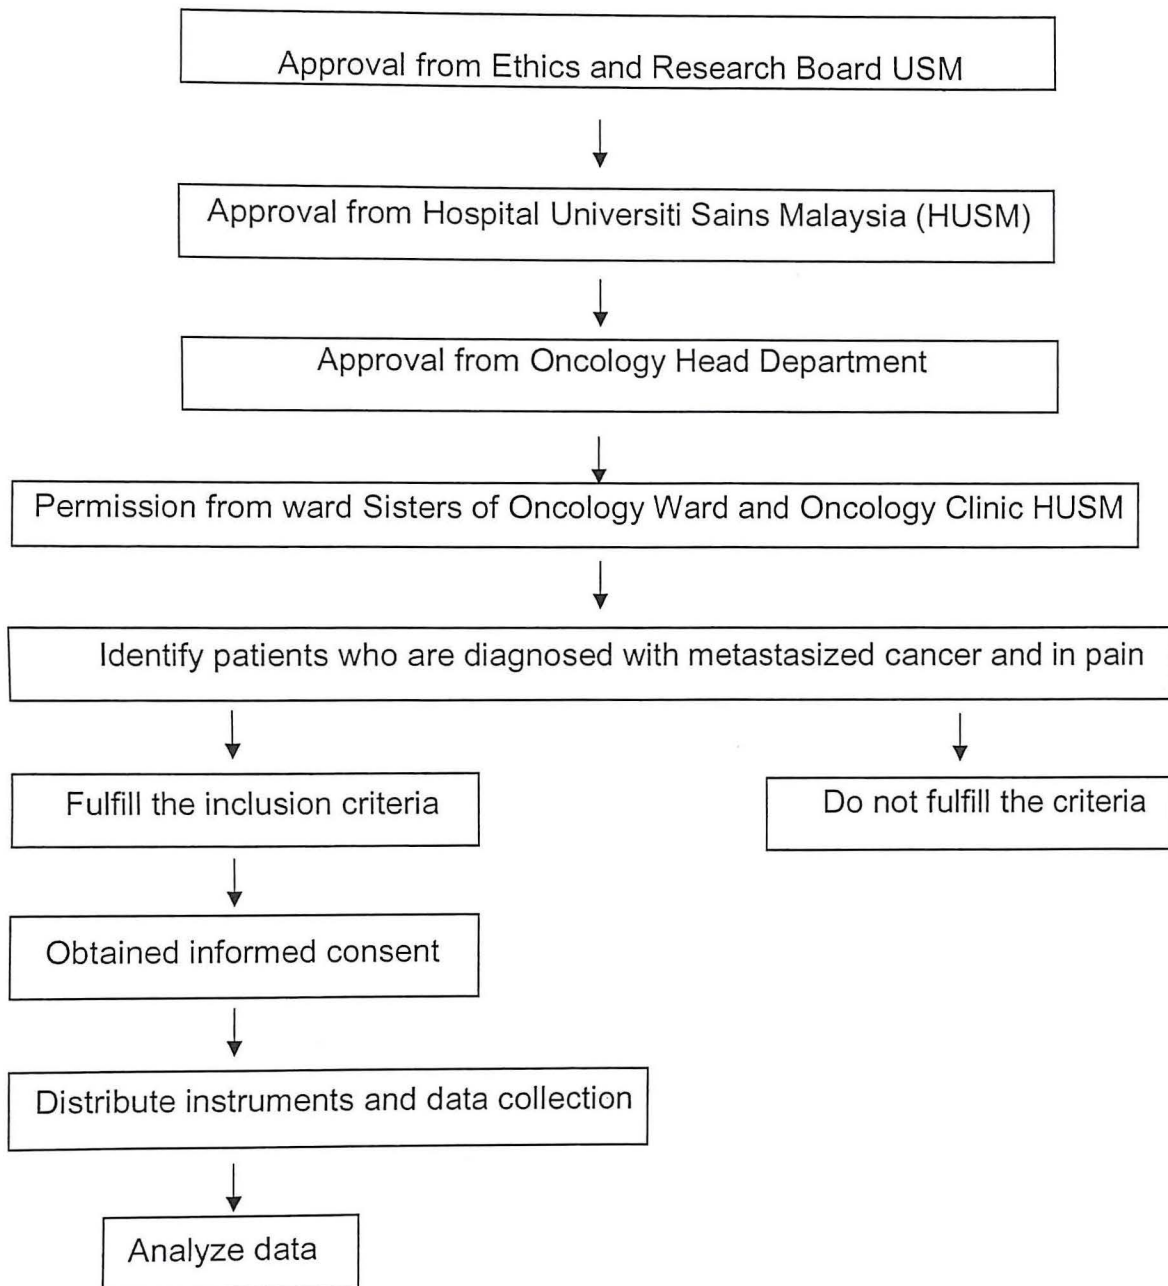 Approval from Ethics and Research Board USM
Approval from Hospital Universiti Sains Malaysia (HUSM)
Approval from Oncology Head Department
Permission from ward Sisters of Oncology Ward and Oncology Clinic HUSM
Identify patients who are diagnosed with metastasized cancer and in pain
Fulfill the inclusion criteria
Do not fulfill the criteria
Obtained informed consent
Distribute instruments and data collection
Analyze data